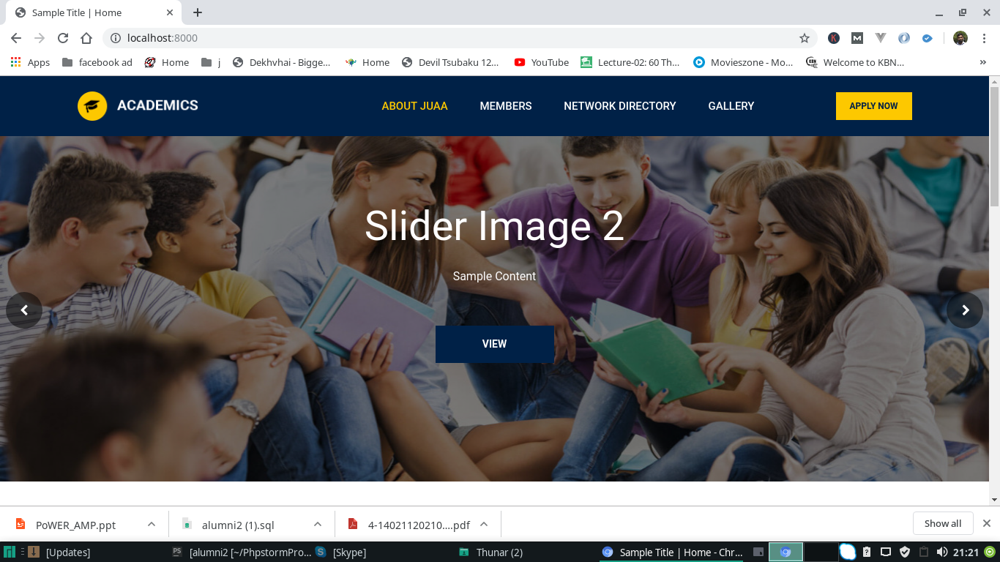 Sample Title | Home
localhost:8000
Apps
facebook ad
Home
j
Dekhvhai - Bigge...
Home
Devil Tsubaku 12...
YouTube
Lecture-02: 60 Th...
Movieszone - Mo...
Welcome to KBN...
»
ACADEMICS
ABOUT JUAA
MEMBERS
NETWORK DIRECTORY
GALLERY
APPLY NOW
Slider Image 2
Sample Content
VIEW
PoWER_AMP.ppt
alumni2 (1).sql
4-14021120210....pdf
Show all
[Updates]
PS
[alumni2 [~/PhpstormPro...
[Skype]
Thunar (2)
Sample Title | Home - Chr...
21:21